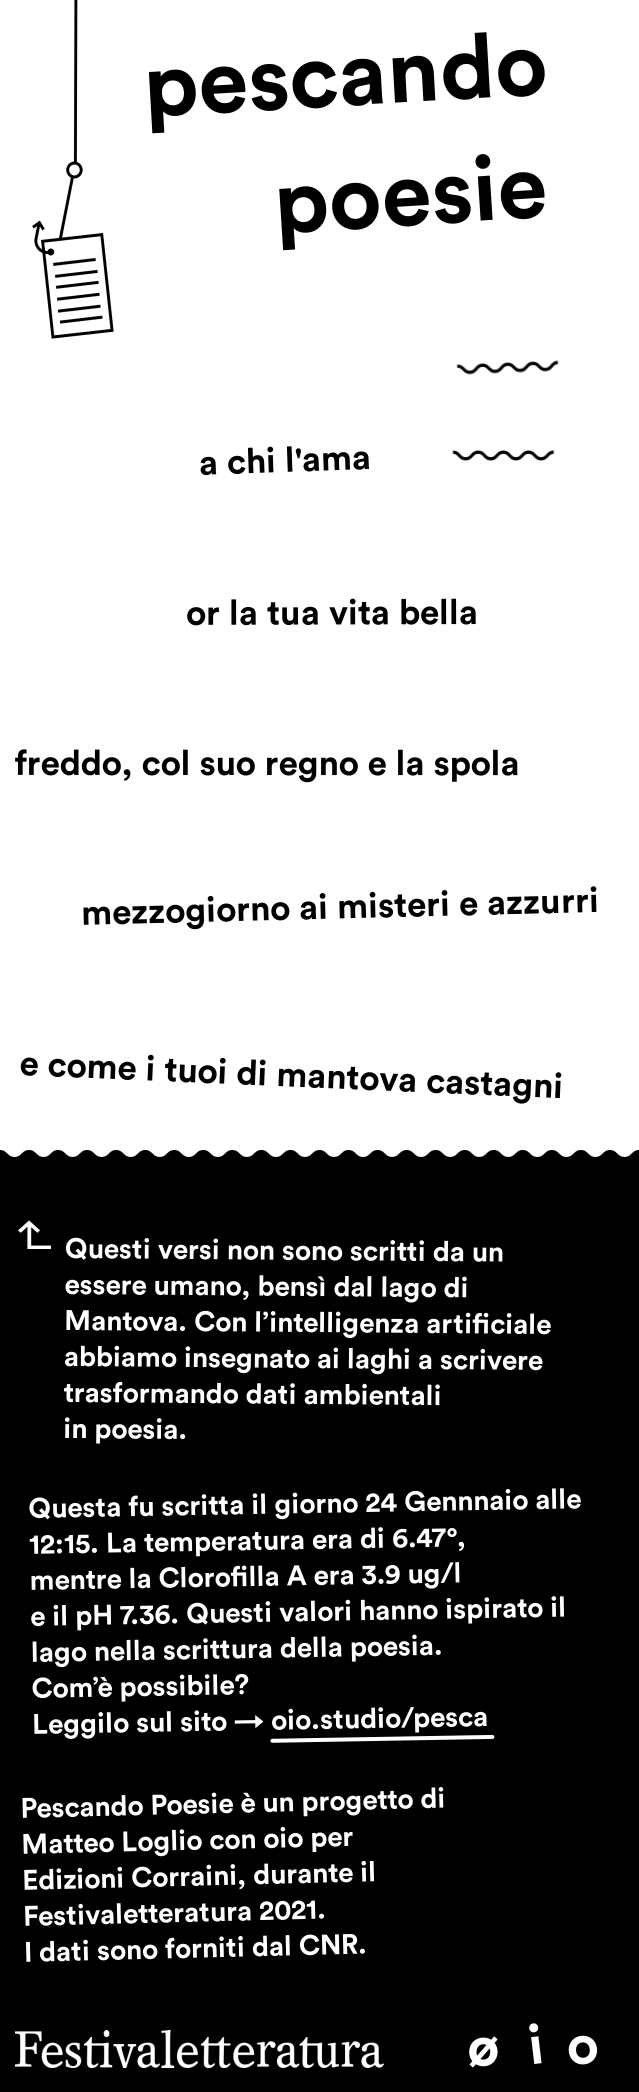 pescando
poesie
a chi l'ama
or la tua vita bella
freddo, col suo regno e la spola
mezzogiorno ai misteri e azzurri
e come i tuoi di mantova castagni
Questi versi non sono scritti da un
essere umano, bensì dal lago di
Mantova. Con l’intelligenza artificiale
abbiamo insegnato ai laghi a scrivere
trasformando dati ambientali
in poesia.
Questa fu scritta il giorno 24 Gennnaio alle
12:15. La temperatura era di 6.47°,
mentre la Clorofilla A era 3.9 ug/l
e il pH 7.36. Questi valori hanno ispirato il
lago nella scrittura della poesia.
Com’è possibile?
Leggilo sul sito → oio.studio/pesca
Pescando Poesie è un progetto di
Matteo Loglio con oio per
Edizioni Corraini, durante il
Festivaletteratura 2021.
I dati sono forniti dal CNR.
Festivaletteratura ø i o